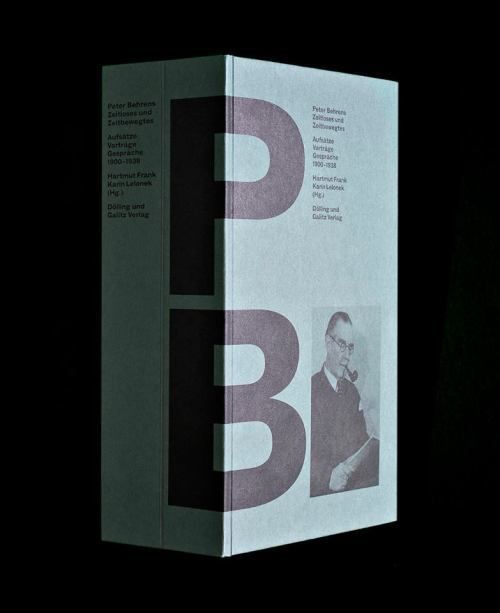 Peter Behrens
Zeitloses und
Zeitbewegtes
Aufsätze
Vorträge
Gespräche
1900–1938
Hartmut Frank
Karin Lelonek
(Hg.)
Dölling und
Galitz Verlag
P
B
Peter Behrens
Zeitloses und
Zeitbewegtes
Aufsätze
Vorträge
Gespräche
1900–1938
Hartmut Frank
Karin Lelonek
(Hg.)
Dölling und
Galitz Verlag